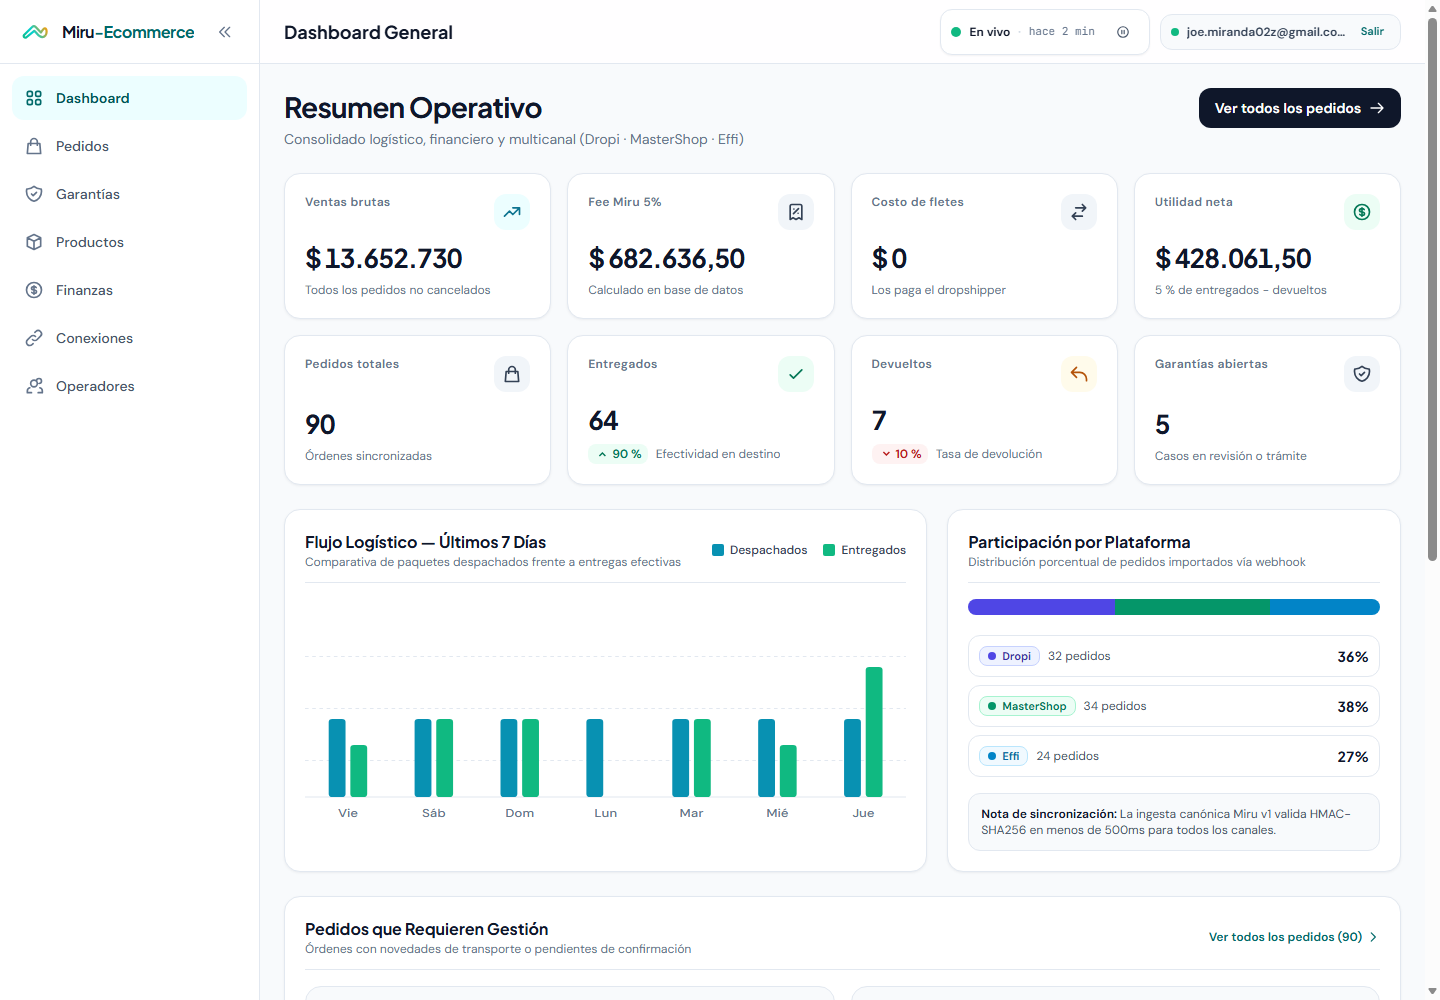 Miru-Ecommerce
Dashboard General
En vivo · hace 2 min
joe.miranda02z@gmail.co... Salir
Dashboard
Pedidos
Garantías
Productos
Finanzas
Conexiones
Operadores
Resumen Operativo
Consolidado logístico, financiero y multicanal (Dropi · MasterShop · Effi)
Ver todos los pedidos →
Ventas brutas
$ 13.652.730
Todos los pedidos no cancelados
Fee Miru 5%
$ 682.636,50
Calculado en base de datos
Costo de fletes
$ 0
Los paga el dropshipper
Utilidad neta
$ 428.061,50
5 % de entregados - devueltos
Pedidos totales
90
Órdenes sincronizadas
Entregados
64
90 % Efectividad en destino
Devueltos
7
10 % Tasa de devolución
Garantías abiertas
5
Casos en revisión o trámite
Flujo Logístico — Últimos 7 Días
Comparativa de paquetes despachados frente a entregas efectivas
Despachados Entregados
Vie Sáb Dom Lun Mar Mié Jue
Participación por Plataforma
Distribución porcentual de pedidos importados vía webhook
Dropi 32 pedidos 36%
MasterShop 34 pedidos 38%
Effi 24 pedidos 27%
Nota de sincronización: La ingesta canónica Miru v1 valida HMAC-
SHA256 en menos de 500ms para todos los canales.
Pedidos que Requieren Gestión
Órdenes con novedades de transporte o pendientes de confirmación
Ver todos los pedidos (90)